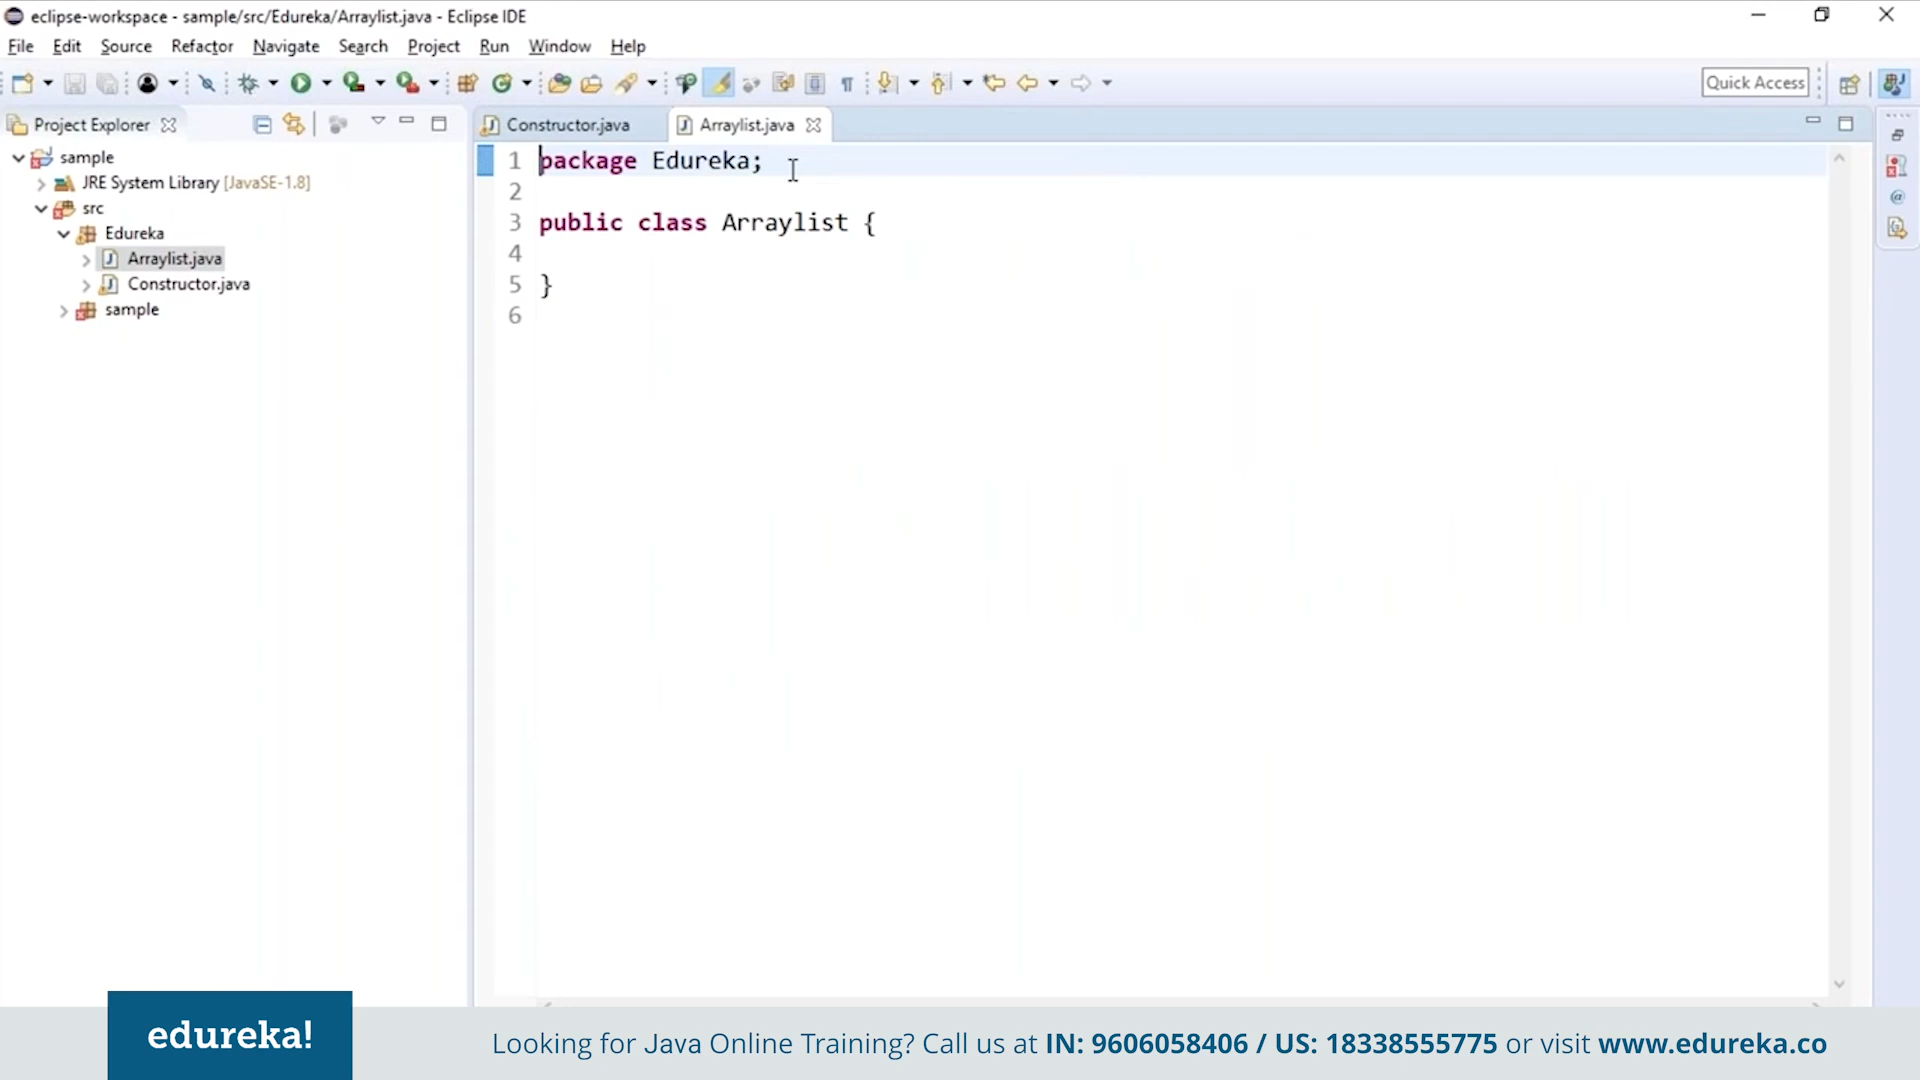 eclipse-workspace - sample/src/Edureka/Arraylist.java - Eclipse IDE
File Edit Source Refactor Navigate Search Project Run Window Help
Quick Access
Project Explorer
Constructor.java
Arraylist.java
sample
JRE System Library [JavaSE-1.8]
src
Edureka
Arraylist.java
Constructor.java
sample
1 package Edureka;
2
3 public class Arraylist {
4
5 }
6
edureka!
Looking for Java Online Training? Call us at IN: 9606058406 / US: 18338555775 or visit www.edureka.co